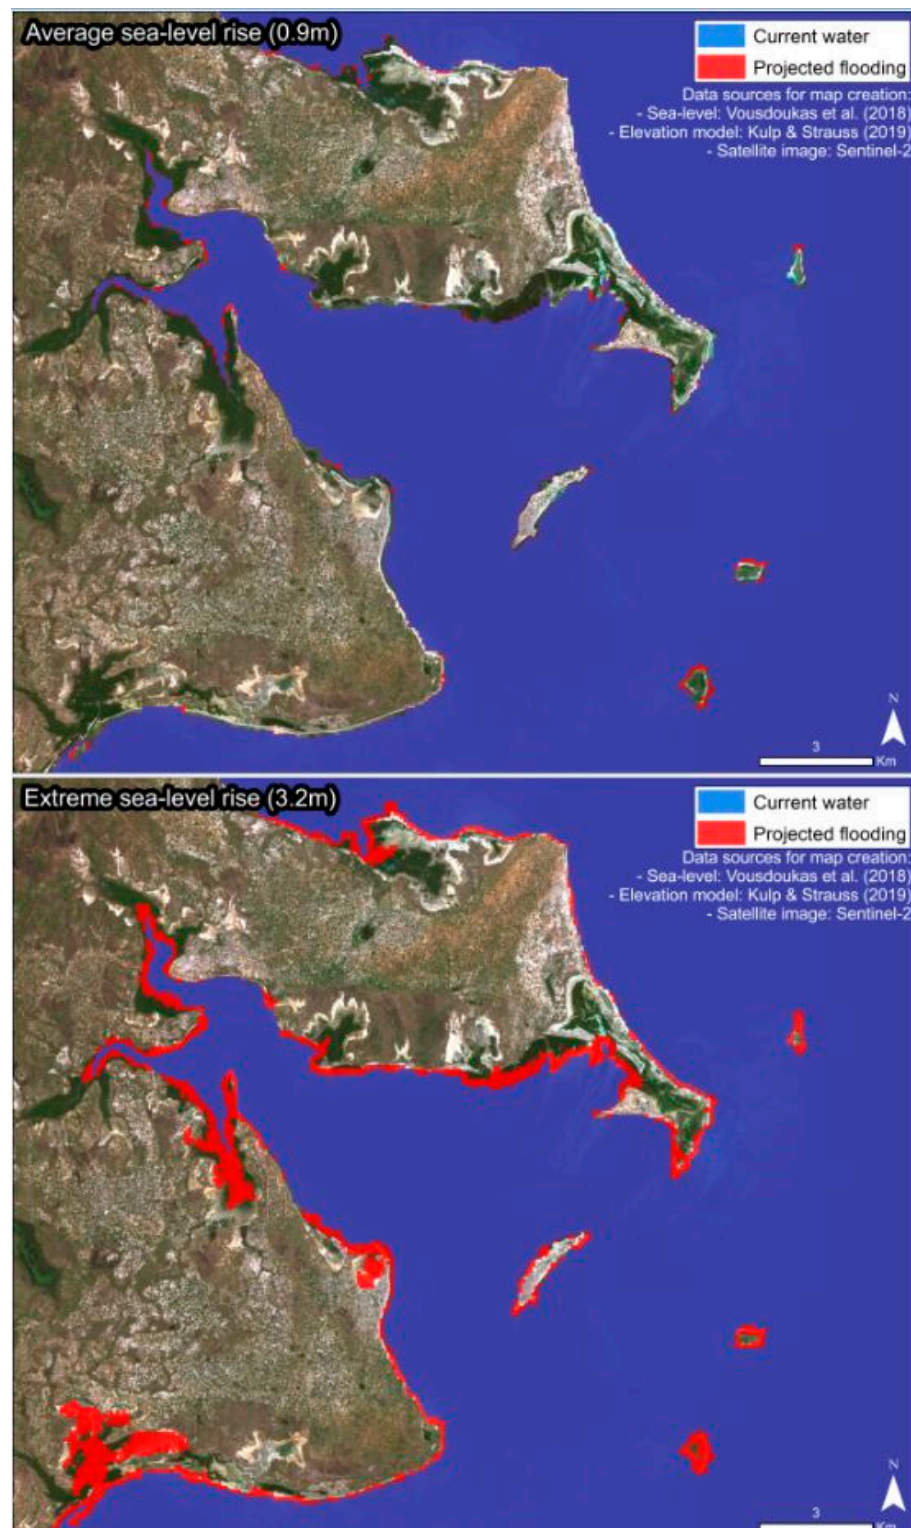 Average sea-level rise (0.9m)
Current water
Projected flooding
Data sources for map creation:
- Sea-level: Vousdoukas et al. (2018)
- Elevation model: Kulp & Strauss (2019)
- Satellite image: Sentinel-2
N
3
Km
Extreme sea-level rise (3.2m)
Current water
Projected flooding
Data sources for map creation:
- Sea-level: Vousdoukas et al. (2018)
- Elevation model: Kulp & Strauss (2019)
- Satellite image: Sentinel-2
N
3
Km